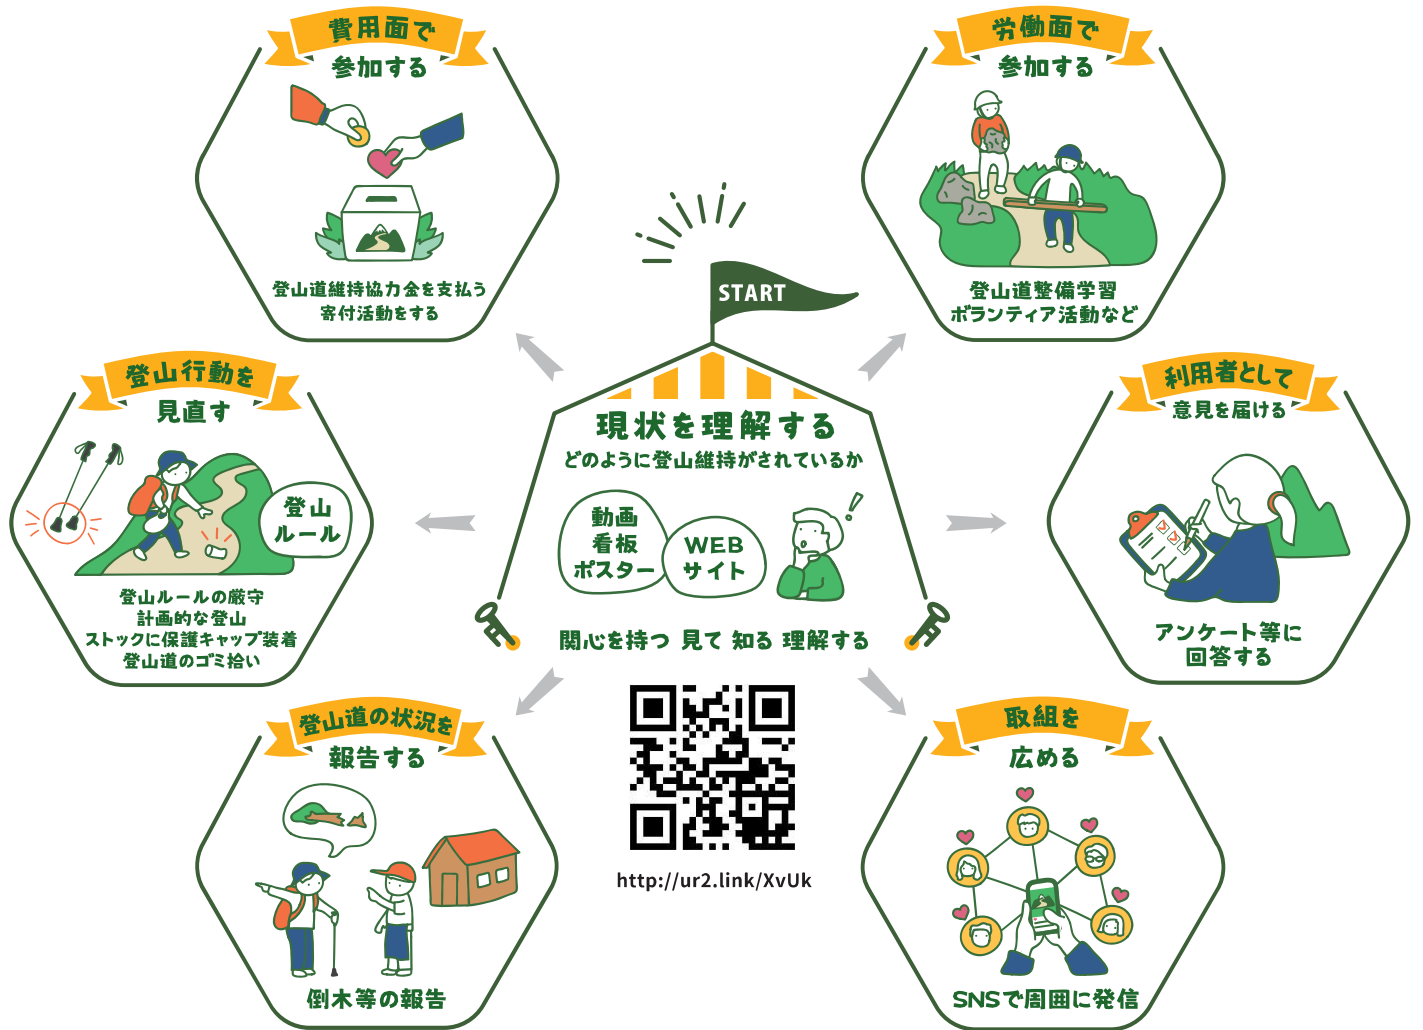 費用面で
参加する
登山道維持協力金を支払う
寄付活動をする
労働面で
参加する
登山道整備学習
ボランティア活動など
START
現状を理解する
どのように登山維持がされているか
動画
看板
ポスター
WEB
サイト
関心を持つ 見て 知る 理解する
http://ur2.link/XvUk
登山行動を
見直す
登山
ルール
登山ルールの厳守
計画的な登山
ストックに保護キャップ装着
登山道のゴミ拾い
利用者として
意見を届ける
アンケート等に
回答する
登山道の状況を
報告する
倒木等の報告
取組を
広める
SNSで周囲に発信